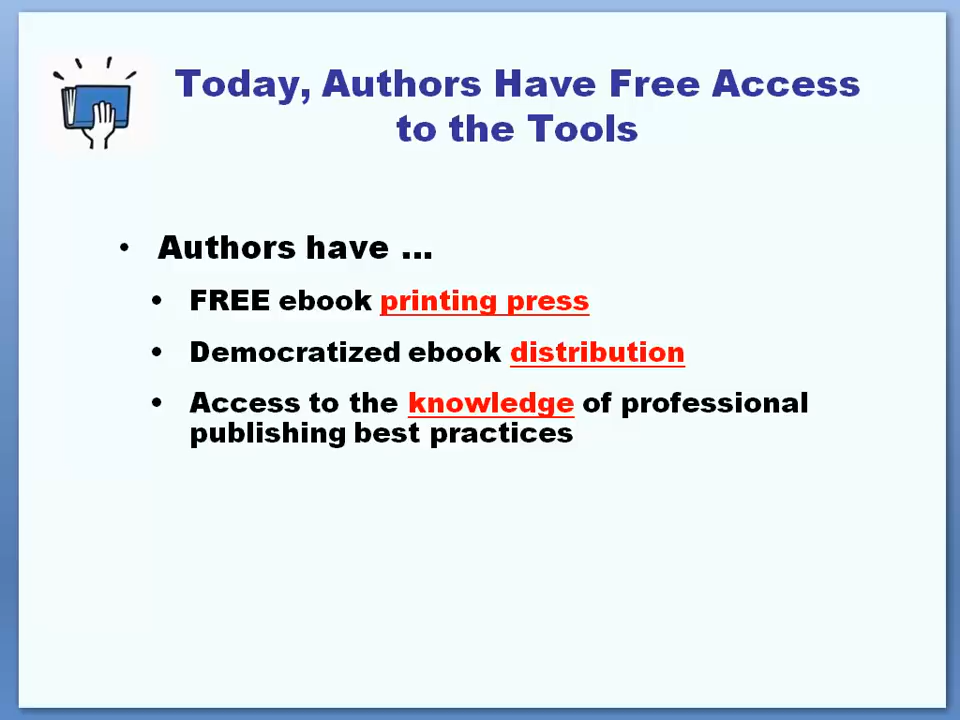 Today, Authors Have Free Access
to the Tools
• Authors have ...
• FREE ebook printing press
• Democratized ebook distribution
• Access to the knowledge of professional
publishing best practices